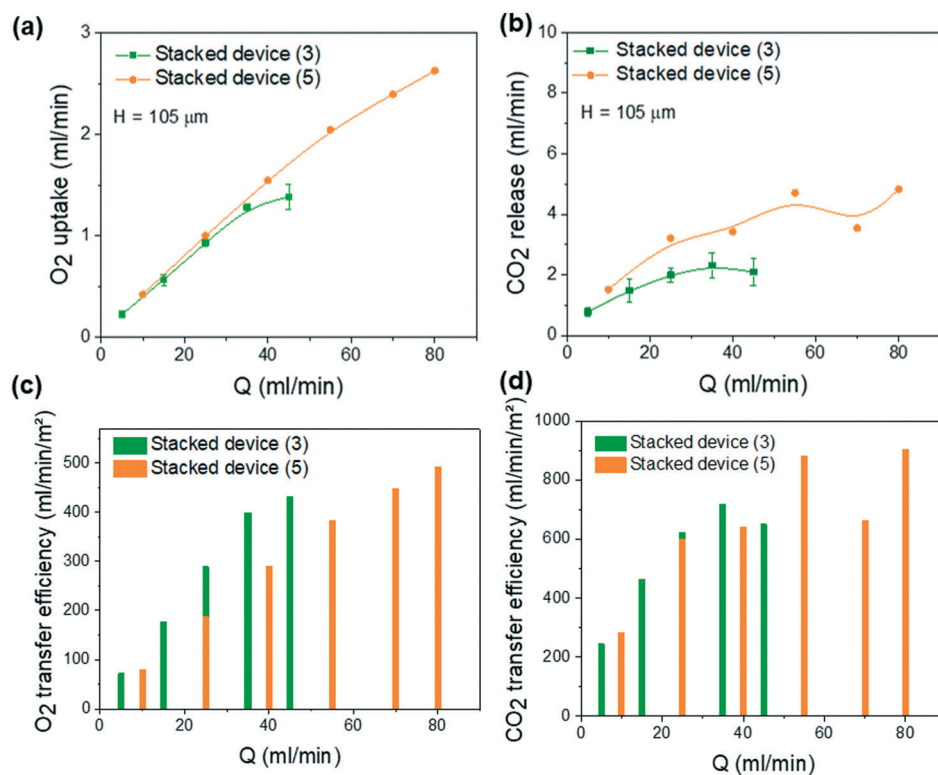 (a)
Stacked device (3)
Stacked device (5)
H = 105 μm
O₂ uptake (ml/min)
3
2
1
0
0 20 40 60 80
Q (ml/min)
(b)
Stacked device (3)
Stacked device (5)
H = 105 μm
CO₂ release (ml/min)
10
8
6
4
2
0
0 20 40 60 80
Q (ml/min)
(c)
Stacked device (3)
Stacked device (5)
O₂ transfer efficiency (ml/min/m²)
500
400
300
200
100
0
0 20 40 60 80
Q (ml/min)
(d)
Stacked device (3)
Stacked device (5)
CO₂ transfer efficiency (ml/min/m²)
1000
800
600
400
200
0
0 20 40 60 80
Q (ml/min)